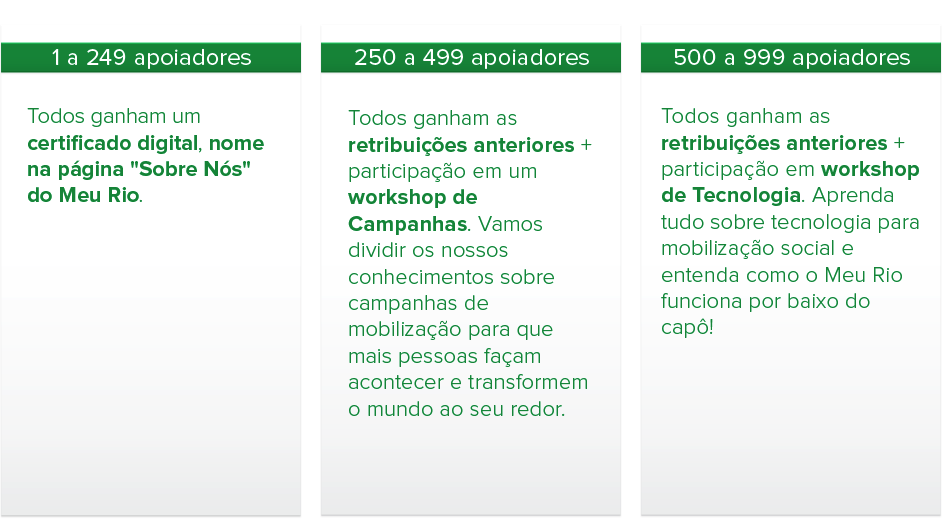 1 a 249 apoiadores
Todos ganham um
certificado digital, nome
na página "Sobre Nós"
do Meu Rio.
250 a 499 apoiadores
Todos ganham as
retribuições anteriores +
participação em um
workshop de
Campanhas. Vamos
dividir os nossos
conhecimentos sobre
campanhas de
mobilização para que
mais pessoas façam
acontecer e transformem
o mundo ao seu redor.
500 a 999 apoiadores
Todos ganham as
retribuições anteriores +
participação em workshop
de Tecnologia. Aprenda
tudo sobre tecnologia para
mobilização social e
entenda como o Meu Rio
funciona por baixo do
capô!